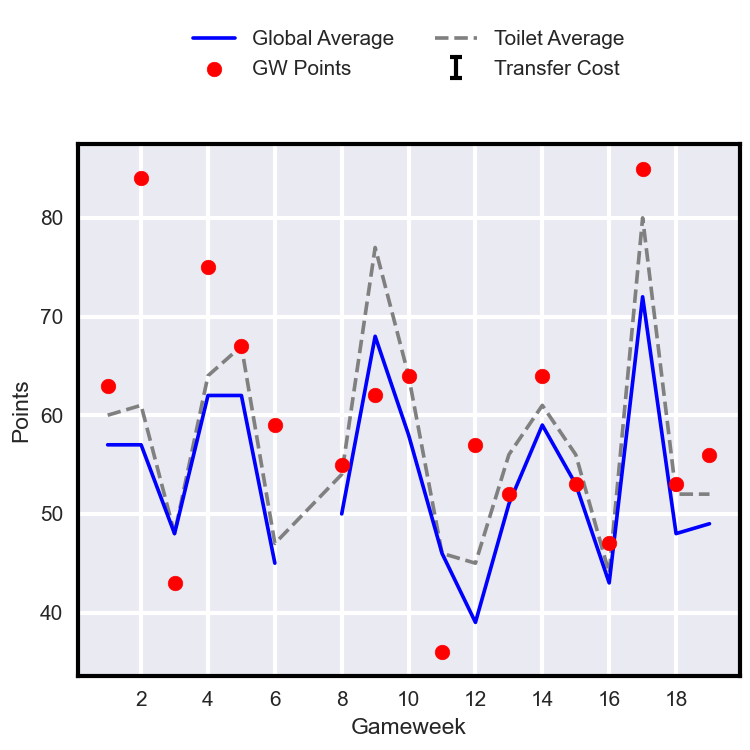 Global Average
Toilet Average
GW Points
Transfer Cost
Points
80
70
60
50
40
2 4 6 8 10 12 14 16 18
Gameweek